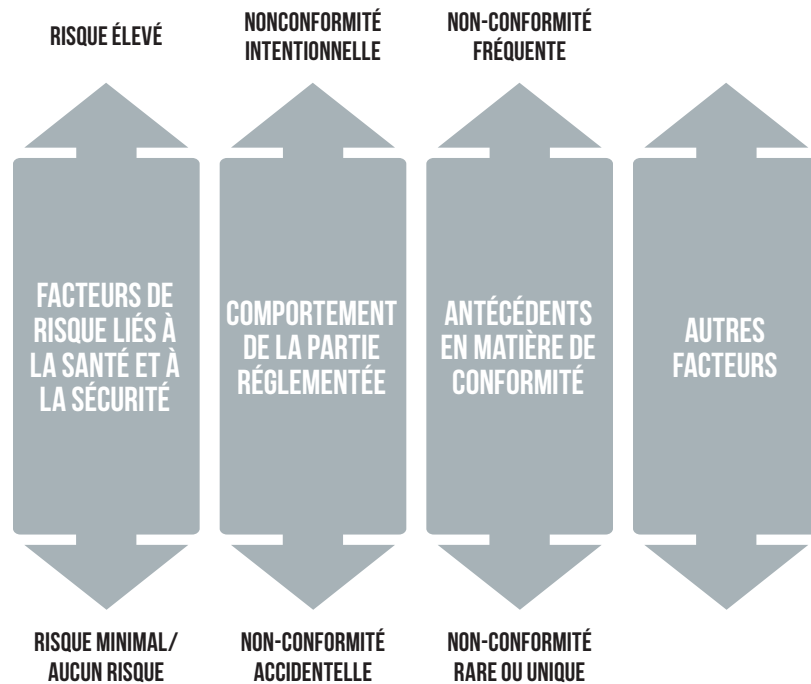 RISQUE ÉLEVÉ
NONCONFORMITÉ
INTENTIONNELLE
NON-CONFORMITÉ
FRÉQUENTE
FACTEURS DE
RISQUE LIÉS À
LA SANTÉ ET À
LA SÉCURITÉ
COMPORTEMENT
DE LA PARTIE
RÉGLEMENTÉE
ANTÉCÉDENTS
EN MATIÈRE DE
CONFORMITÉ
AUTRES
FACTEURS
RISQUE MINIMAL/
AUCUN RISQUE
NON-CONFORMITÉ
ACCIDENTELLE
NON-CONFORMITÉ
RARE OU UNIQUE